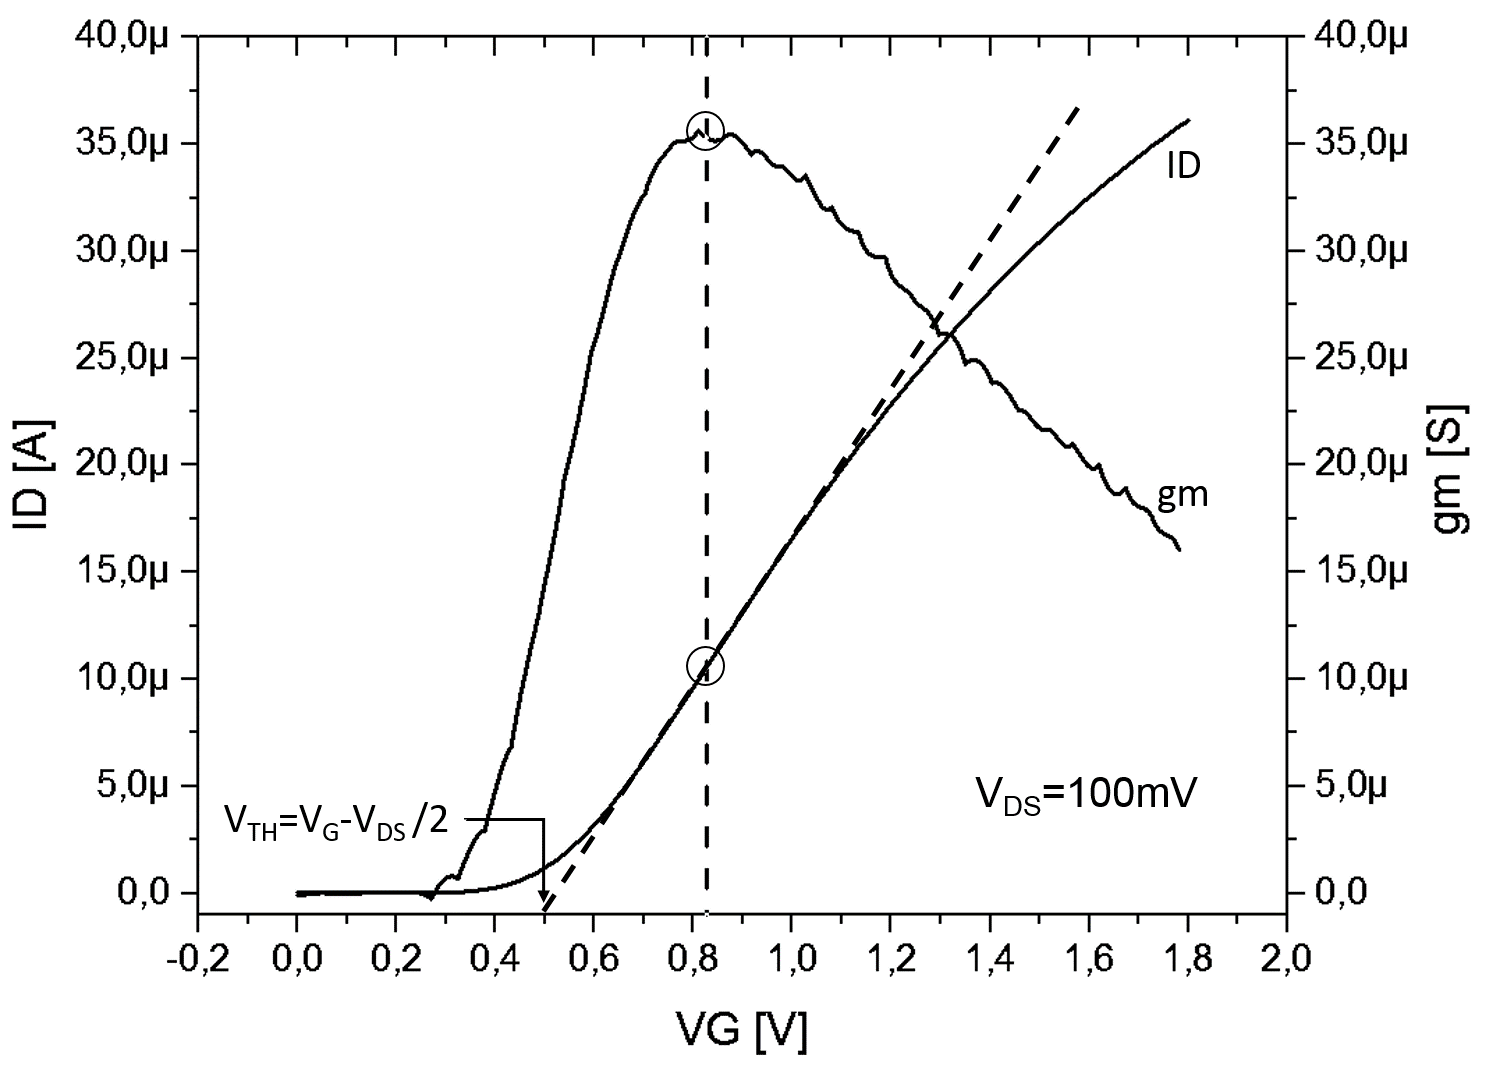 40,0µ
35,0µ
30,0µ
25,0µ
20,0µ
15,0µ
10,0µ
5,0µ
0,0
ID [A]
40,0µ
35,0µ
30,0µ
25,0µ
20,0µ
15,0µ
10,0µ
5,0µ
0,0
gm [S]
ID
gm
VDS=100mV
VTH=VG-VDS /2
-0,2 0,0 0,2 0,4 0,6 0,8 1,0 1,2 1,4 1,6 1,8 2,0
VG [V]